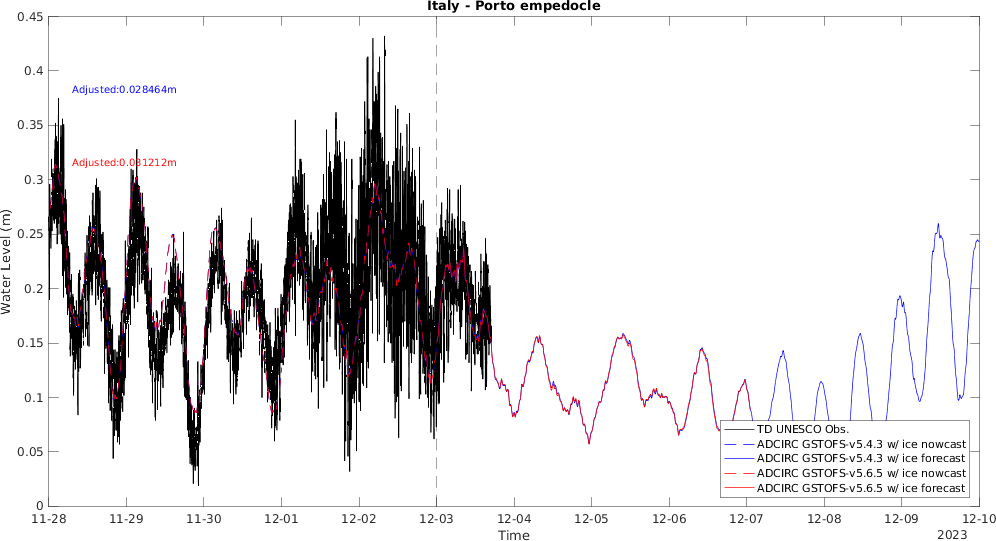 Italy - Porto empedocle
0.45
0.4
0.35
0.3
0.25
0.2
0.15
0.1
0.05
0
Water Level (m)
Adjusted:0.028464m
Adjusted:0.031212m
TD UNESCO Obs.
ADCIRC GSTOFS-v5.4.3 w/ ice nowcast
ADCIRC GSTOFS-v5.4.3 w/ ice forecast
ADCIRC GSTOFS-v5.6.5 w/ ice nowcast
ADCIRC GSTOFS-v5.6.5 w/ ice forecast
11-28 11-29 11-30 12-01 12-02 12-03 12-04 12-05 12-06 12-07 12-08 12-09 12-10
Time
2023